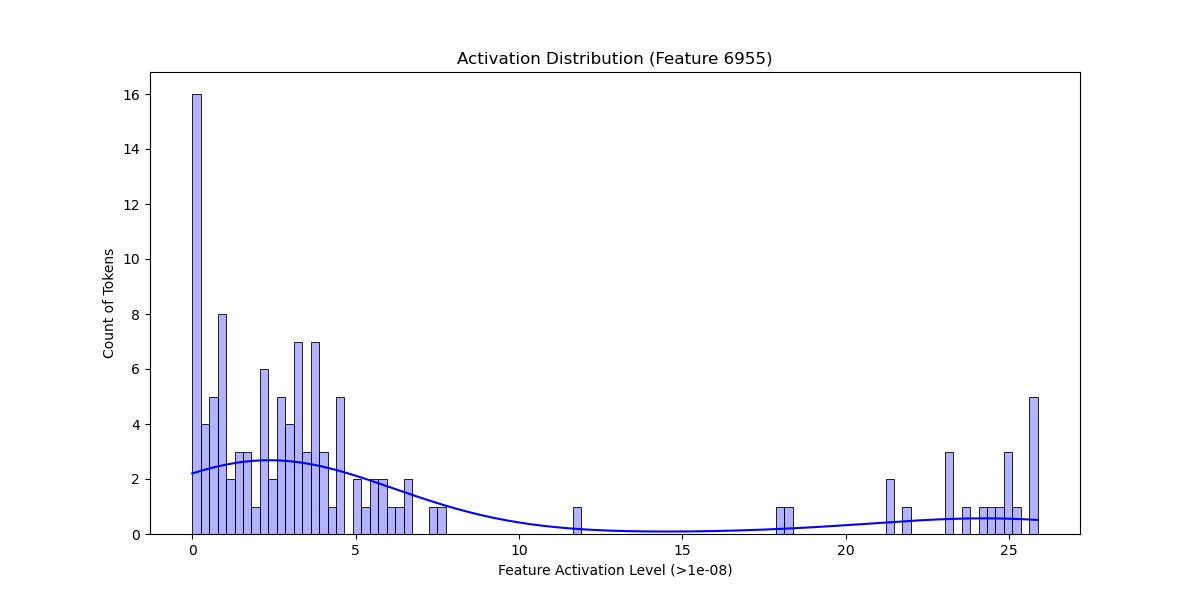 Activation Distribution (Feature 6955)
16
14
12
10
8
6
4
2
0
Count of Tokens
0 5 10 15 20 25
Feature Activation Level (>1e-08)